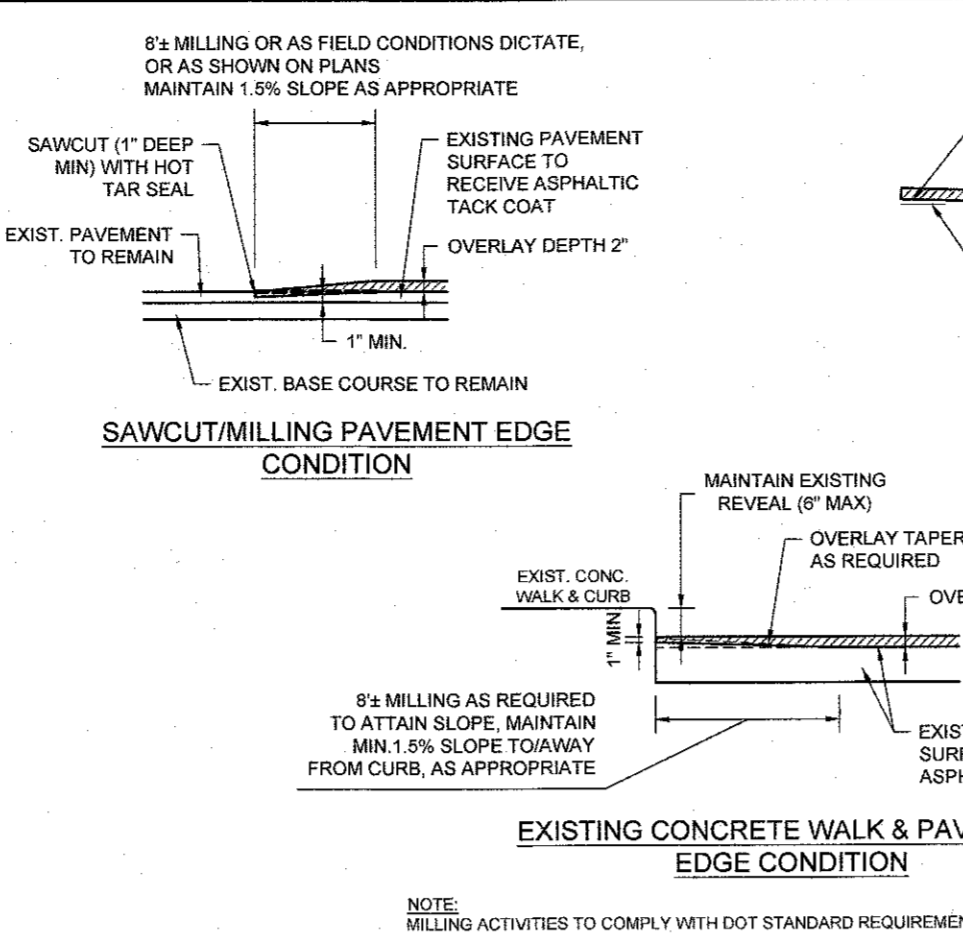 8'± MILLING OR AS FIELD CONDITIONS DICTATE,
OR AS SHOWN ON PLANS
MAINTAIN 1.5% SLOPE AS APPROPRIATE
SAWCUT (1" DEEP
MIN) WITH HOT
TAR SEAL
EXISTING PAVEMENT
SURFACE TO
RECEIVE ASPHALTIC
TACK COAT
EXIST. PAVEMENT
TO REMAIN
OVERLAY DEPTH 2"
1" MIN.
EXIST. BASE COURSE TO REMAIN
SAWCUT/MILLING PAVEMENT EDGE
CONDITION
MAINTAIN EXISTING
REVEAL (6" MAX)
OVERLAY TAPER
AS REQUIRED
EXIST. CONC.
WALK & CURB
1" MIN.
8'± MILLING AS REQUIRED
TO ATTAIN SLOPE, MAINTAIN
MIN.1.5% SLOPE TO/AWAY
FROM CURB, AS APPROPRIATE
EXISTING CONCRETE WALK &
EDGE CONDITION
NOTE:
MILLING ACTIVITIES TO COMPLY WITH DOT STANDARD